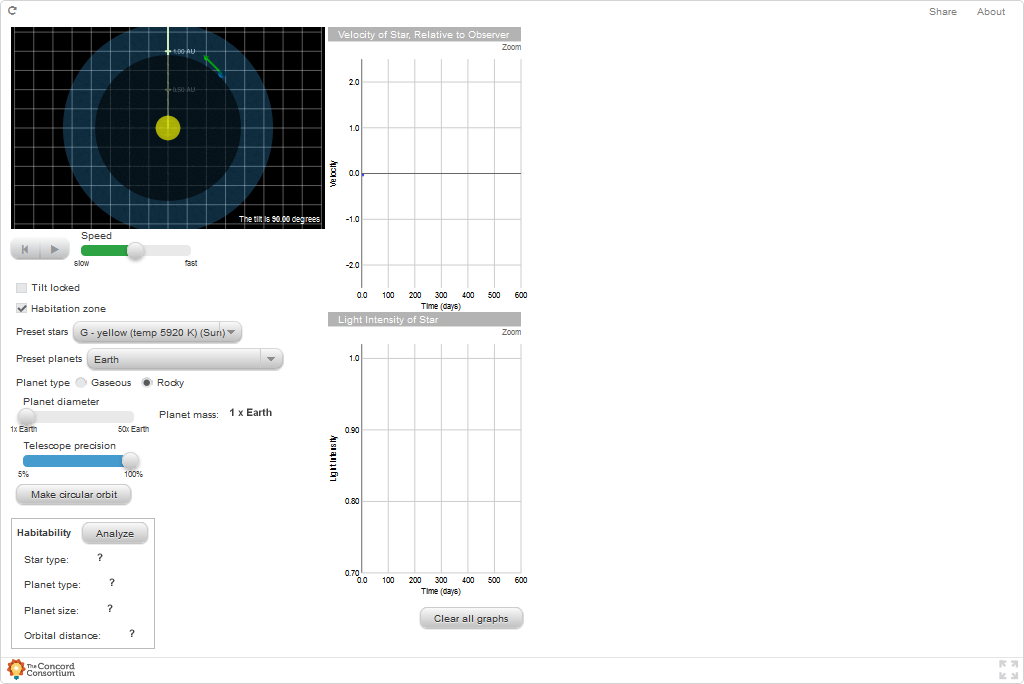 Share About
1.00 AU
0.50 AU
The tilt is 90.00 degrees
Speed
slow fast
Tilt locked
Habitation zone
Preset stars G - yellow (temp 5920 K) (Sun)
Preset planets Earth
Planet type Gaseous Rocky
Planet diameter
1x Earth 50x Earth
Planet mass: 1 x Earth
Telescope precision
5% 100%
Make circular orbit
Habitability Analyze
Star type: ?
Planet type: ?
Planet size: ?
Orbital distance: ?
Velocity of Star, Relative to Observer
Zoom
Velocity
2.0
1.0
0.0
-1.0
-2.0
0.0 100 200 300 400 500 600
Time (days)
Light Intensity of Star
Zoom
Light Intensity
1.0
0.90
0.80
0.70
0.0 100 200 300 400 500 600
Time (days)
Clear all graphs
The Concord
Consortium